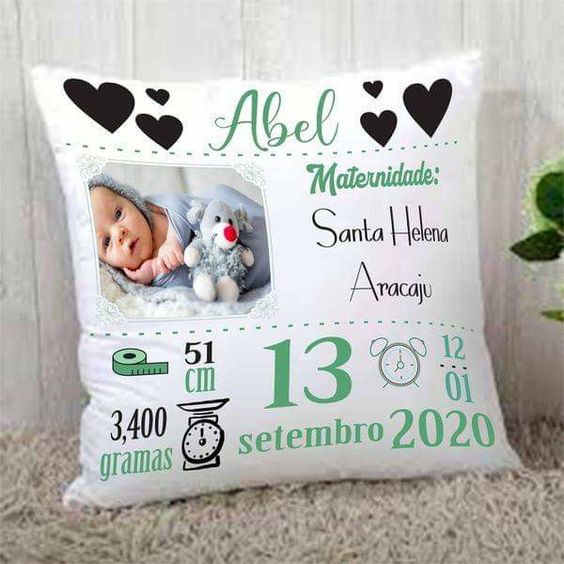 Abel
Maternidade:
Santa Helena
Aracaju
51
cm
3,400
gramas
13
setembro 2020
12
01